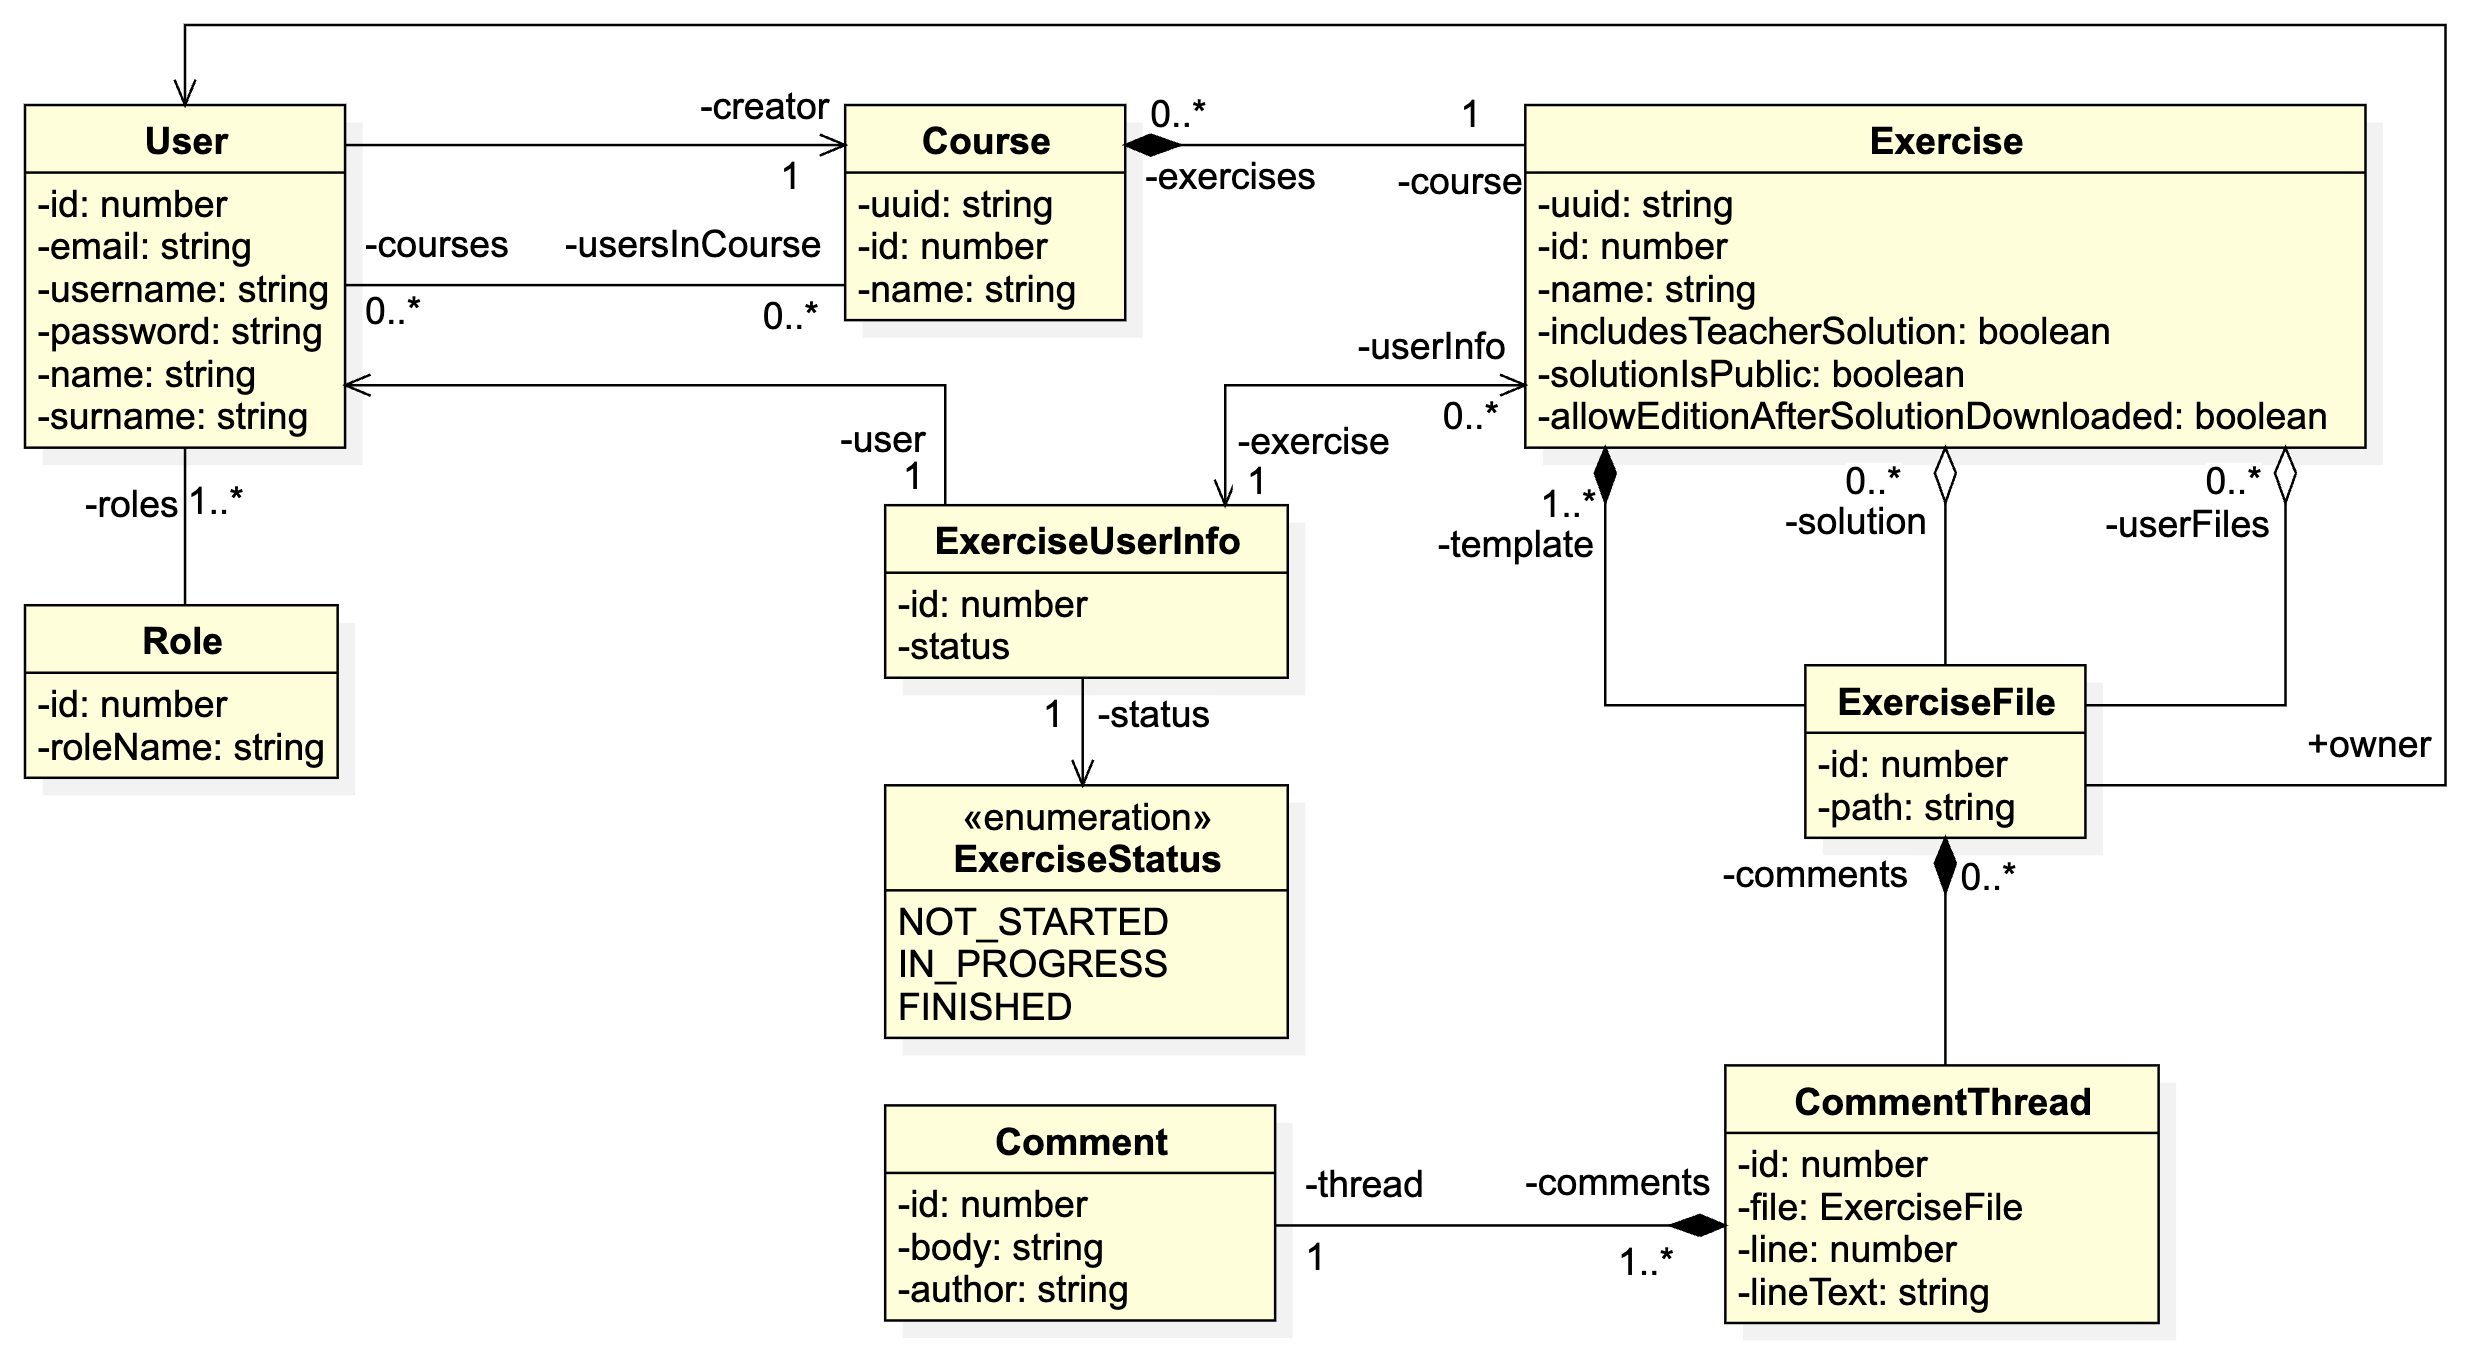 User
-id: number
-email: string
-username: string
-password: string
-name: string
-surname: string
-creator
1
-courses
0..*
-usersInCourse
0..*
Course
-uuid: string
-id: number
-name: string
0..*
-exercises
1
-course
Exercise
-uuid: string
-id: number
-name: string
-includesTeacherSolution: boolean
-solutionIsPublic: boolean
-allowEditionAfterSolutionDownloaded: boolean
-userInfo
0..*
-exercise
1
-user
1
-roles
1..*
Role
-id: number
-roleName: string
ExerciseUserInfo
-id: number
-status
1
-status
«enumeration»
ExerciseStatus
NOT_STARTED
IN_PROGRESS
FINISHED
1..*
-template
0..*
-solution
0..*
-userFiles
ExerciseFile
-id: number
-path: string
+owner
-comments
0..*
CommentThread
-id: number
-file: ExerciseFile
-line: number
-lineText: string
-thread
1
-comments
1..*
Comment
-id: number
-body: string
-author: string